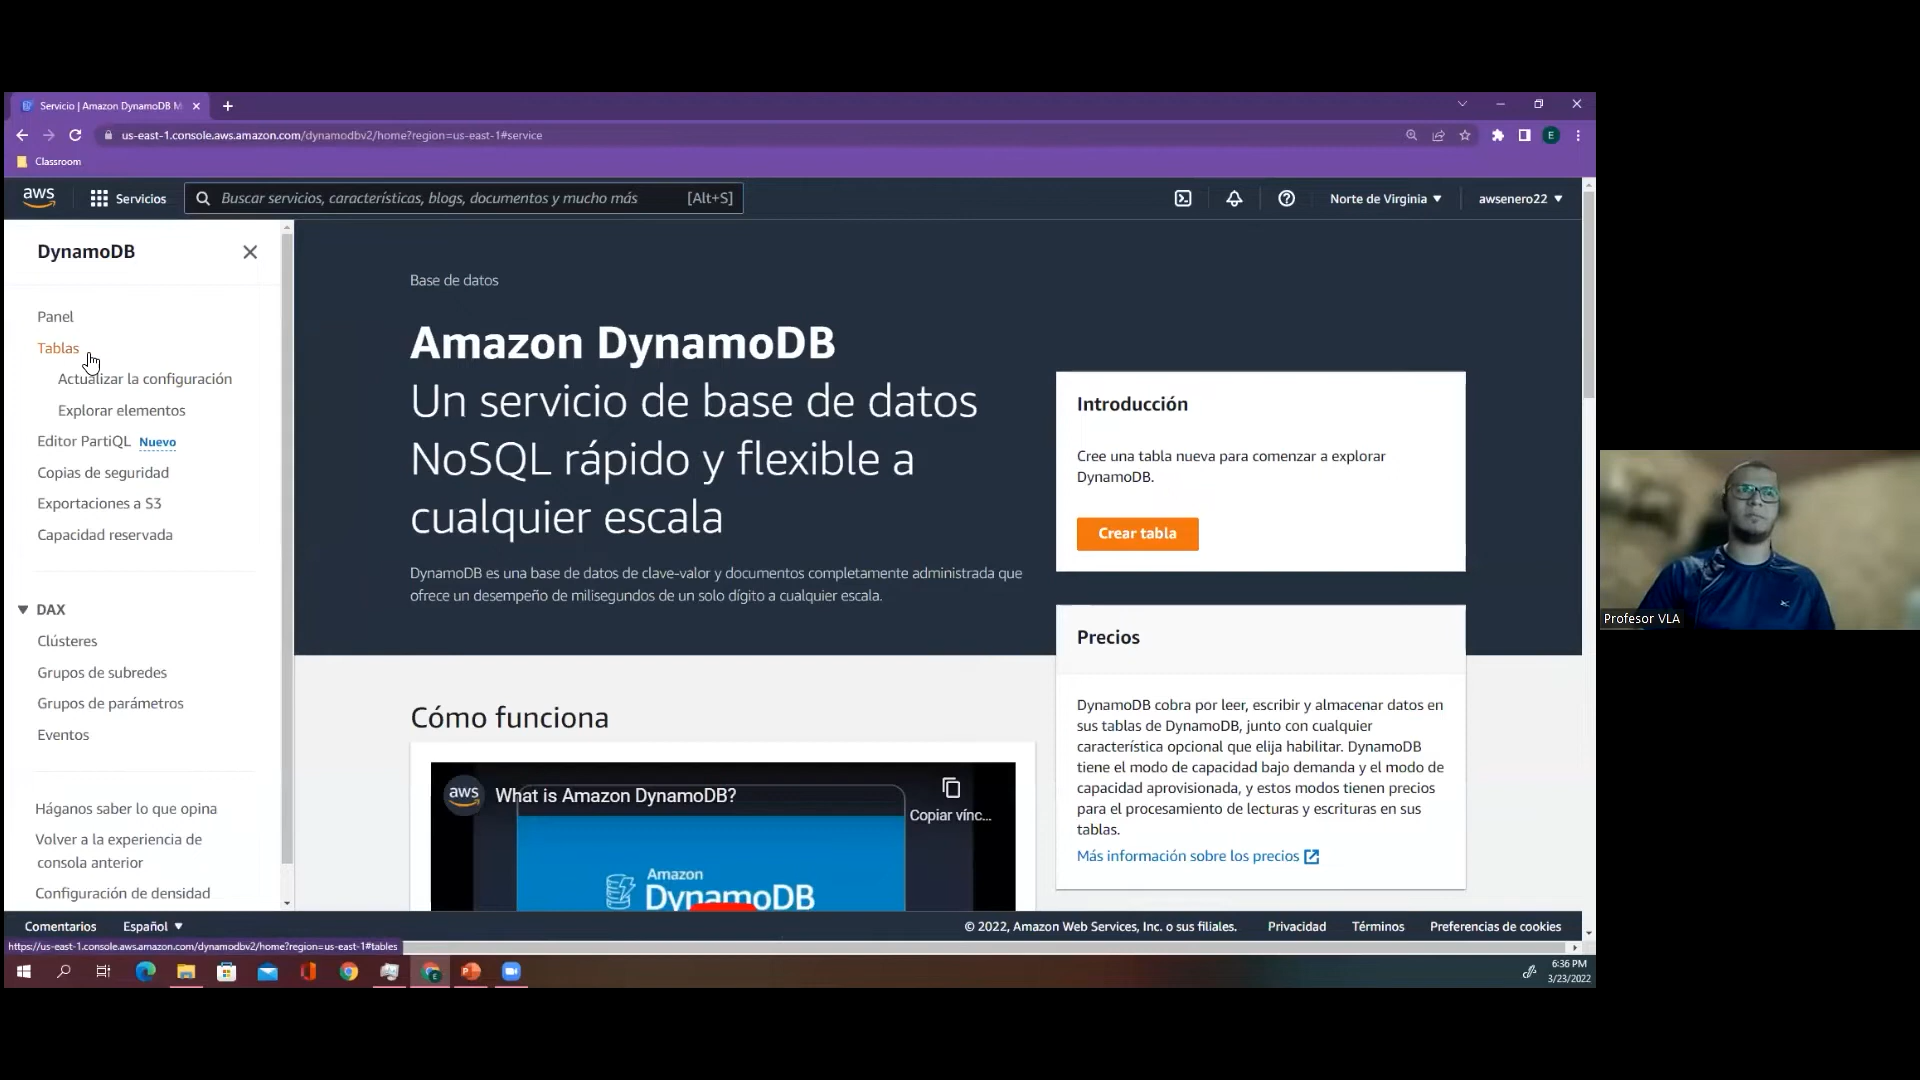 Servicio | Amazon DynamoDB M
us-east-1.console.aws.amazon.com/dynamodbv2/home?region=us-east-1#service
E
Classroom
aws
Servicios
Buscar servicios, características, blogs, documentos y mucho más
[Alt+S]
Norte de Virginia
awsenero22
DynamoDB
Panel
Tablas
Actualizar la configuración
Explorar elementos
Editor PartiQL Nuevo
Copias de seguridad
Exportaciones a S3
Capacidad reservada
DAX
Clústeres
Grupos de subredes
Grupos de parámetros
Eventos
Háganos saber lo que opina
Volver a la experiencia de
consola anterior
Configuración de densidad
Base de datos
Amazon DynamoDB
Un servicio de base de datos
NoSQL rápido y flexible a
cualquier escala
DynamoDB es una base de datos de clave-valor y documentos completamente administrada que
ofrece un desempeño de milisegundos de un solo dígito a cualquier escala.
Introducción
Cree una tabla nueva para comenzar a explorar
DynamoDB.
Crear tabla
Precios
DynamoDB cobra por leer, escribir y almacenar datos en
sus tablas de DynamoDB, junto con cualquier
característica opcional que elija habilitar. DynamoDB
tiene el modo de capacidad bajo demanda y el modo de
capacidad aprovisionada, y estos modos tienen precios
para el procesamiento de lecturas y escrituras en sus
tablas.
Más información sobre los precios
Cómo funciona
aws
What is Amazon DynamoDB?
Copiar vínc...
Amazon
DynamoDB
Comentarios
Español
© 2022, Amazon Web Services, Inc. o sus filiales.
Privacidad
Términos
Preferencias de cookies
https://us-east-1.console.aws.amazon.com/dynamodbv2/home?region=us-east-1#tables
6:36 PM
3/23/2022
Profesor VLA